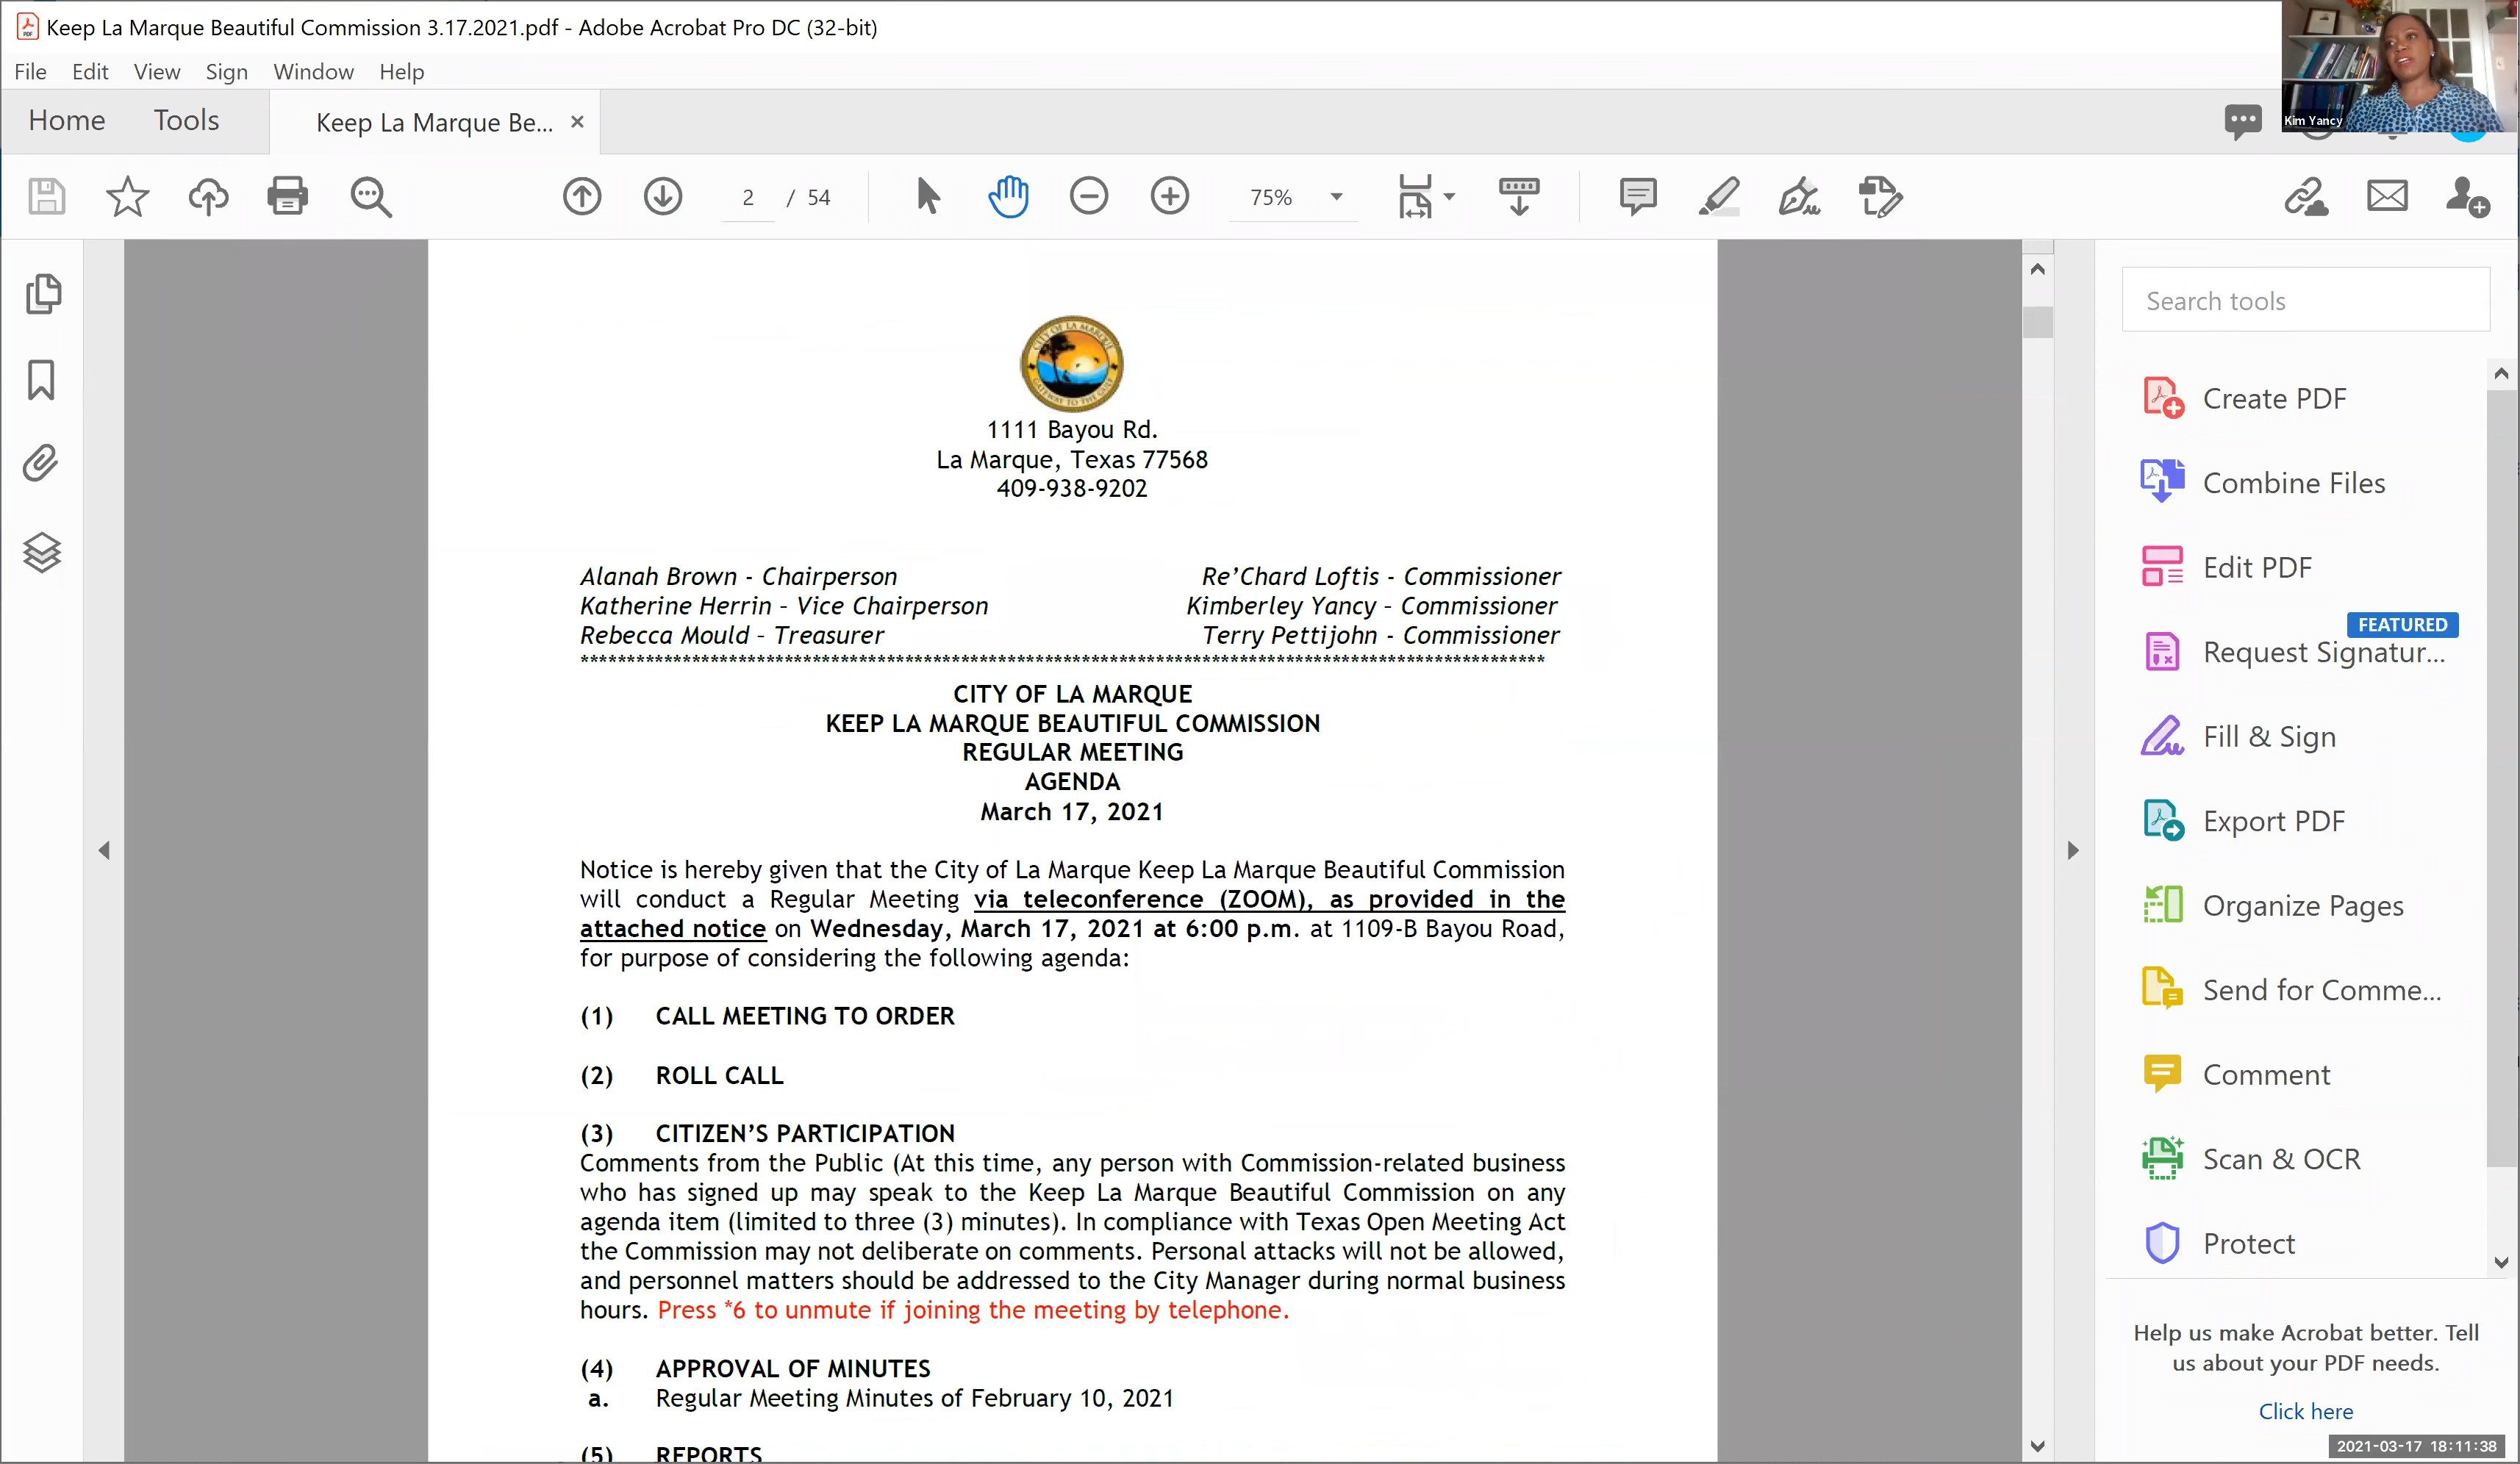 Keep La Marque Beautiful Commission 3.17.2021.pdf - Adobe Acrobat Pro DC (32-bit)
File Edit View Sign Window Help
Home Tools Keep La Marque Be... ×
Kim Yancy
2 / 54 75%
CITY OF LA MARQUE
GATEWAY TO THE GULF
1111 Bayou Rd.
La Marque, Texas 77568
409-938-9202
Alanah Brown - Chairperson Re’Chard Loftis - Commissioner
Katherine Herrin – Vice Chairperson Kimberley Yancy - Commissioner
Rebecca Mould – Treasurer Terry Pettijohn - Commissioner
CITY OF LA MARQUE
KEEP LA MARQUE BEAUTIFUL COMMISSION
REGULAR MEETING
AGENDA
March 17, 2021
Notice is hereby given that the City of La Marque Keep La Marque Beautiful Commission
will conduct a Regular Meeting via teleconference (ZOOM), as provided in the
attached notice on Wednesday, March 17, 2021 at 6:00 p.m. at 1109-B Bayou Road,
for purpose of considering the following agenda:
(1) CALL MEETING TO ORDER
(2) ROLL CALL
(3) CITIZEN’S PARTICIPATION
Comments from the Public (At this time, any person with Commission-related business
who has signed up may speak to the Keep La Marque Beautiful Commission on any
agenda item (limited to three (3) minutes). In compliance with Texas Open Meeting Act
the Commission may not deliberate on comments. Personal attacks will not be allowed,
and personnel matters should be addressed to the City Manager during normal business
hours. Press *6 to unmute if joining the meeting by telephone.
(4) APPROVAL OF MINUTES
a. Regular Meeting Minutes of February 10, 2021
(5) REPORTS
Search tools
Create PDF
Combine Files
Edit PDF
FEATURED
Request Signatur...
Fill & Sign
Export PDF
Organize Pages
Send for Comme...
Comment
Scan & OCR
Protect
Help us make Acrobat better. Tell
us about your PDF needs.
Click here
2021-03-17 18:11:38